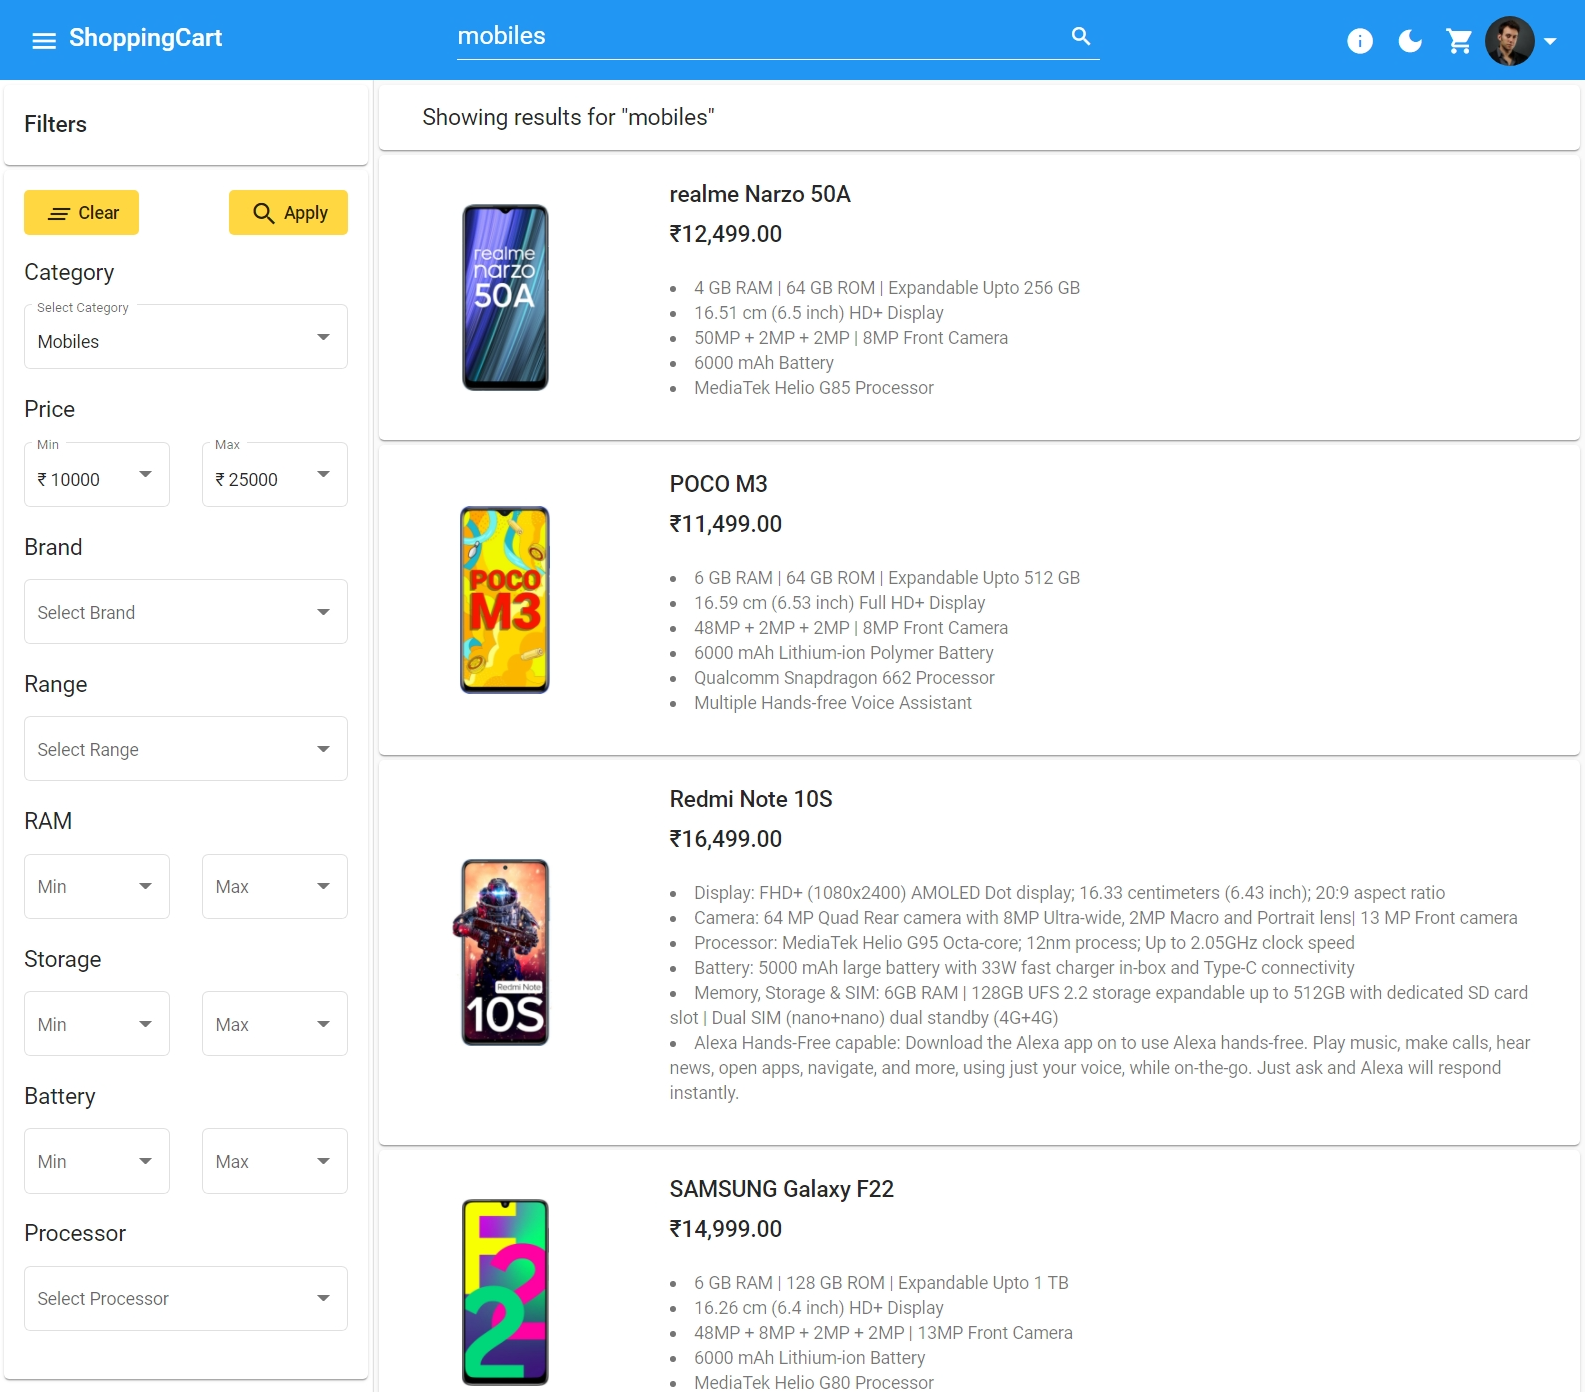 ShoppingCart
mobiles
Filters
Clear
Apply
Category
Select Category
Mobiles
Price
Min
₹ 10000
Max
₹ 25000
Brand
Select Brand
Range
Select Range
RAM
Min
Max
Storage
Min
Max
Battery
Min
Max
Processor
Select Processor
Showing results for "mobiles"
realme
narzo
50A
realme Narzo 50A
₹12,499.00
• 4 GB RAM | 64 GB ROM | Expandable Upto 256 GB
• 16.51 cm (6.5 inch) HD+ Display
• 50MP + 2MP + 2MP | 8MP Front Camera
• 6000 mAh Battery
• MediaTek Helio G85 Processor
POCO
M3
POCO M3
₹11,499.00
• 6 GB RAM | 64 GB ROM | Expandable Upto 512 GB
• 16.59 cm (6.53 inch) Full HD+ Display
• 48MP + 2MP + 2MP | 8MP Front Camera
• 6000 mAh Lithium-ion Polymer Battery
• Qualcomm Snapdragon 662 Processor
• Multiple Hands-free Voice Assistant
Redmi Note
10S
Redmi Note 10S
₹16,499.00
• Display: FHD+ (1080x2400) AMOLED Dot display; 16.33 centimeters (6.43 inch); 20:9 aspect ratio
• Camera: 64 MP Quad Rear camera with 8MP Ultra-wide, 2MP Macro and Portrait lens| 13 MP Front camera
• Processor: MediaTek Helio G95 Octa-core; 12nm process; Up to 2.05GHz clock speed
• Battery: 5000 mAh large battery with 33W fast charger in-box and Type-C connectivity
• Memory, Storage & SIM: 6GB RAM | 128GB UFS 2.2 storage expandable up to 512GB with dedicated SD card
slot | Dual SIM (nano+nano) dual standby (4G+4G)
• Alexa Hands-Free capable: Download the Alexa app on to use Alexa hands-free. Play music, make calls, hear
news, open apps, navigate, and more, using just your voice, while on-the-go. Just ask and Alexa will respond
instantly.
F22
SAMSUNG Galaxy F22
₹14,999.00
• 6 GB RAM | 128 GB ROM | Expandable Upto 1 TB
• 16.26 cm (6.4 inch) HD+ Display
• 48MP + 8MP + 2MP + 2MP | 13MP Front Camera
• 6000 mAh Lithium-ion Battery
• MediaTek Helio G80 Processor